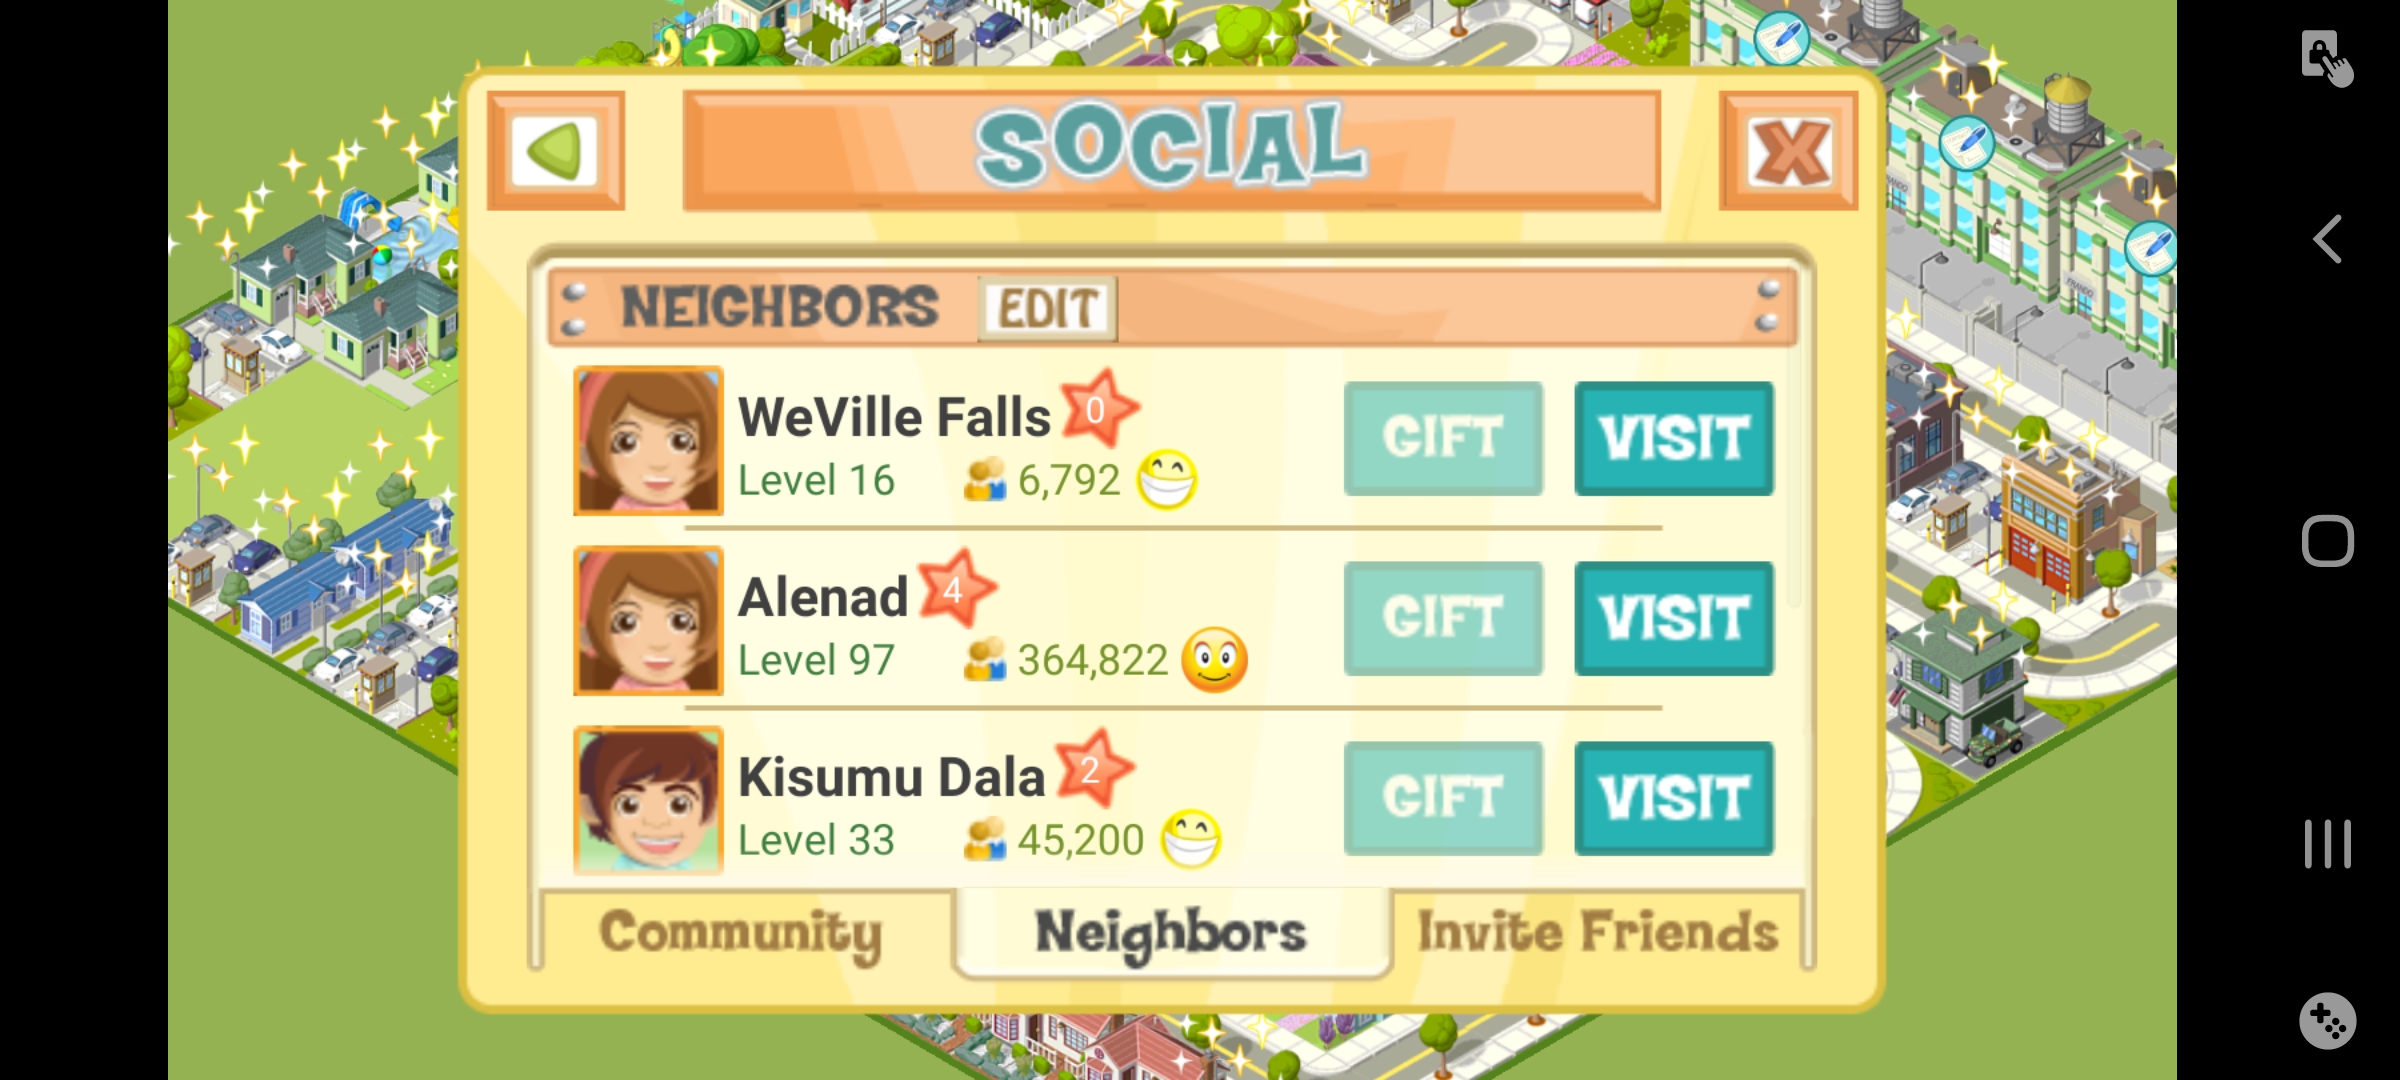 SOCIAL
NEIGHBORS EDIT
WeVille Falls 0
Level 16 6,792
GIFT VISIT
Alenad 4
Level 97 364,822
GIFT VISIT
Kisumu Dala 2
Level 33 45,200
GIFT VISIT
Community Neighbors Invite Friends